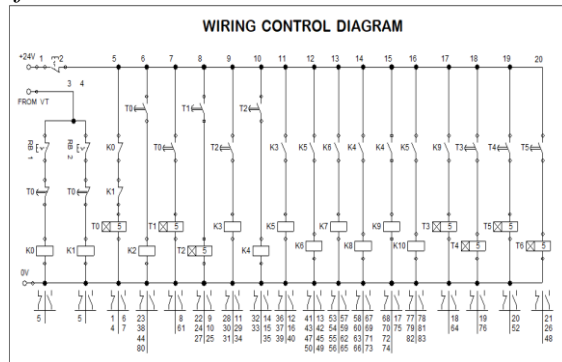 WIRING CONTROL DIAGRAM
+24V 1 2 5 6 7 8 9 10 11 12 13 14 15 16 17 18 19 20
3 4
FROM VT
T0 T1 T2
RB 1 RB 2 K0 T0 T2 K3 K5 K6 K4 K4 K5 K9 T3 T4 T5
T0 T0 K1
T0 5 T1 5 K3 K5 K7 K9 T3 5 T5 5
K0 K1 K2 T2 5 K4 K6 K8 K10 T4 5 T6 5
0V
5 5 1 6 23 8 22 9 28 11 32 14 36 12 41 13 53 57 58 67 68 17 77 78 18 19 20 21
4 7 38 61 24 10 30 29 33 15 37 16 43 42 54 59 60 69 70 75 79 81 64 76 52 26
44 27 25 31 34 35 39 40 47 45 55 62 63 71 72 82 83 48
80 50 49 56 65 66 73 74